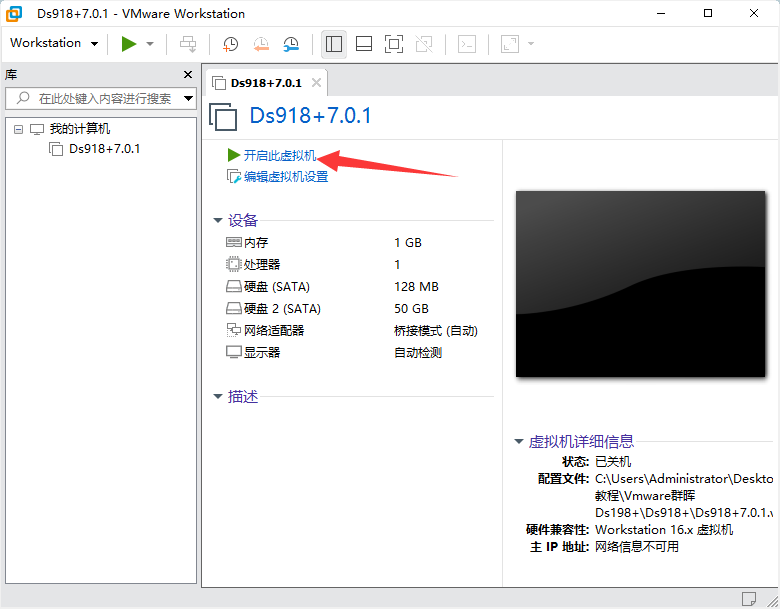 Ds918+7.0.1 - VMware Workstation
Workstation
库
在此处键入内容进行搜索
我的计算机
Ds918+7.0.1
Ds918+7.0.1
Ds918+7.0.1
开启此虚拟机
编辑虚拟机设置
设备
内存 1 GB
处理器 1
硬盘 (SATA) 128 MB
硬盘 2 (SATA) 50 GB
网络适配器 桥接模式 (自动)
显示器 自动检测
描述
虚拟机详细信息
状态: 已关机
配置文件: C:\Users\Administrator\Deskto
教程\Vmware群晖
Ds198+\Ds918+\Ds918+7.0.1.v
硬件兼容性: Workstation 16.x 虚拟机
主 IP 地址: 网络信息不可用